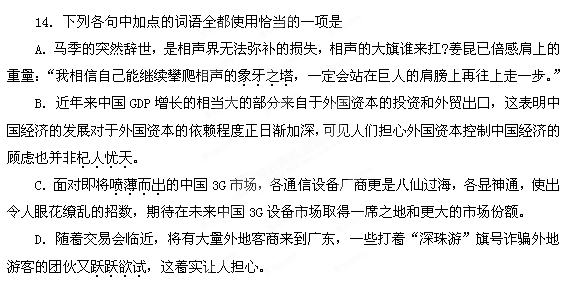 14. 下列各句中加点的词语全都使用恰当的一项是
A. 马季的突然辞世，是相声界无法弥补的损失，相声的大旗谁来扛?姜昆已倍感肩上的
重量：“我相信自己能继续攀爬相声的象牙之塔，一定会站在巨人的肩膀上再往上走一步。”
B. 近年来中国 GDP 增长的相当大的部分来自于外国资本的投资和外贸出口，这表明中
国经济的发展对于外国资本的依赖程度正日渐加深，可见人们担心外国资本控制中国经济的
顾虑也并非杞人忧天。
C. 面对即将喷薄而出的中国 3G 市场，各通信设备厂商更是八仙过海，各显神通，使出
令人眼花缭乱的招数，期待在未来中国 3G 设备市场取得一席之地和更大的市场份额。
D. 随着交易会临近，将有大量外地客商来到广东，一些打着“深珠游”旗号诈骗外地
游客的团伙又跃跃欲试，这着实让人担心。